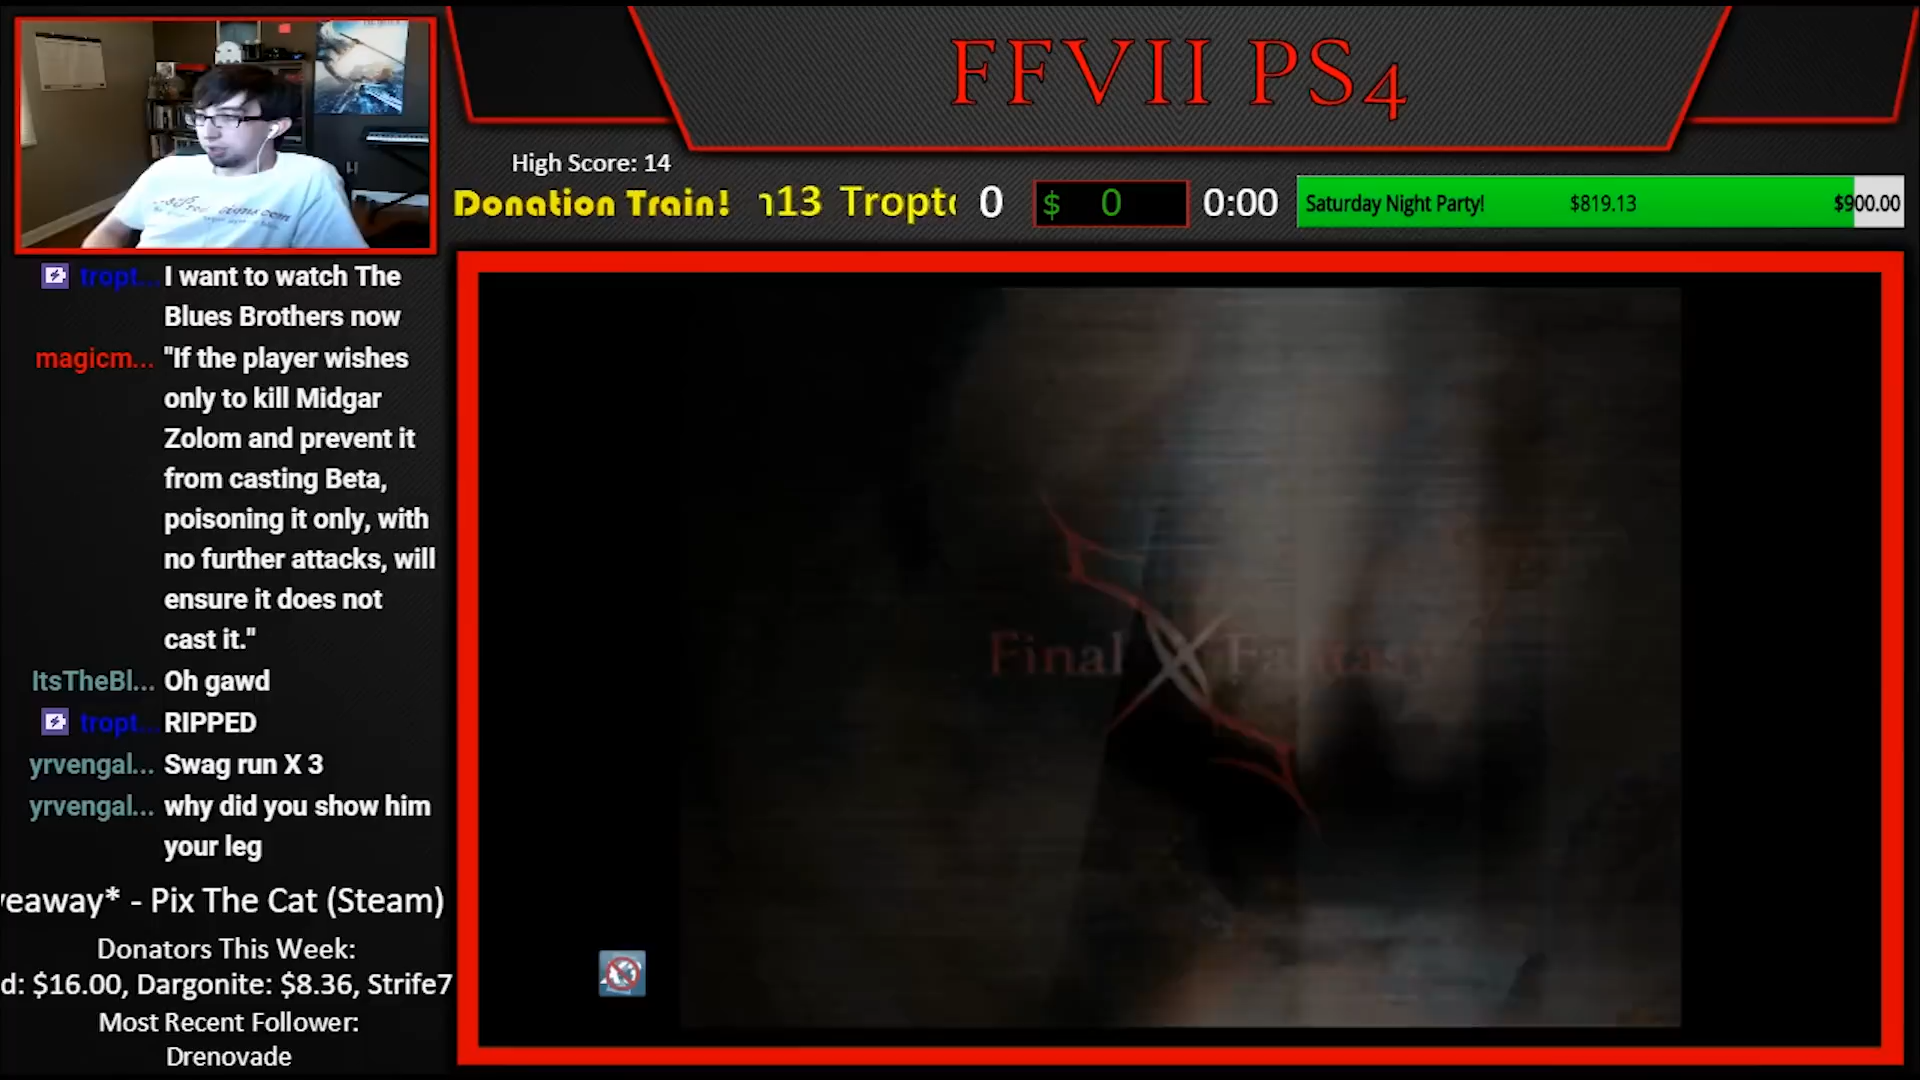 FFVII PS4
High Score: 14
Donation Train! 13 Tropt 0 $ 0 0:00 Saturday Night Party! $819.13 $900.00
tropt... I want to watch The
Blues Brothers now
magicm... "If the player wishes
only to kill Midgar
Zolom and prevent it
from casting Beta,
poisoning it only, with
no further attacks, will
ensure it does not
cast it."
ItsTheBl... Oh gawd
tropt... RIPPED
yrvengal... Swag run X 3
yrvengal... why did you show him
your leg
eaway* - Pix The Cat (Steam)
Donators This Week:
d: $16.00, Dargonite: $8.36, Strife7
Most Recent Follower:
Drenovade
Final Fantasy